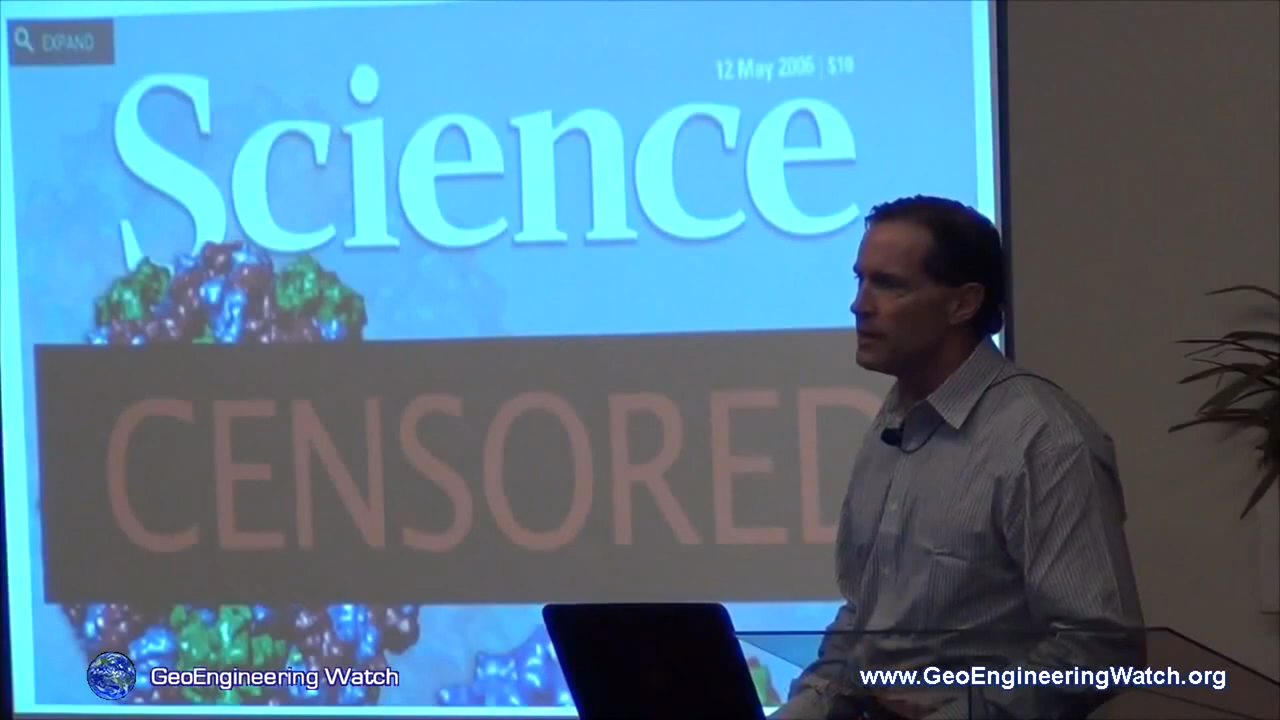 EXPAND
12 May 2006 | $10
Science
CENSORED
GeoEngineering Watch
www.GeoEngineeringWatch.org